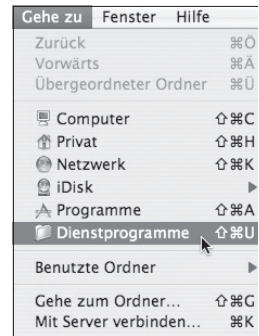 Gehe zu Fenster Hilfe
Zurück ⌘Ö
Vorwärts ⌘Ä
Übergeordneter Ordner ⌘Ü
Computer ⇧⌘C
Privat ⇧⌘H
Netzwerk ⇧⌘K
iDisk
Programme ⇧⌘A
Dienstprogramme ⇧⌘U
Benutzte Ordner
Gehe zum Ordner... ⇧⌘G
Mit Server verbinden... ⌘K